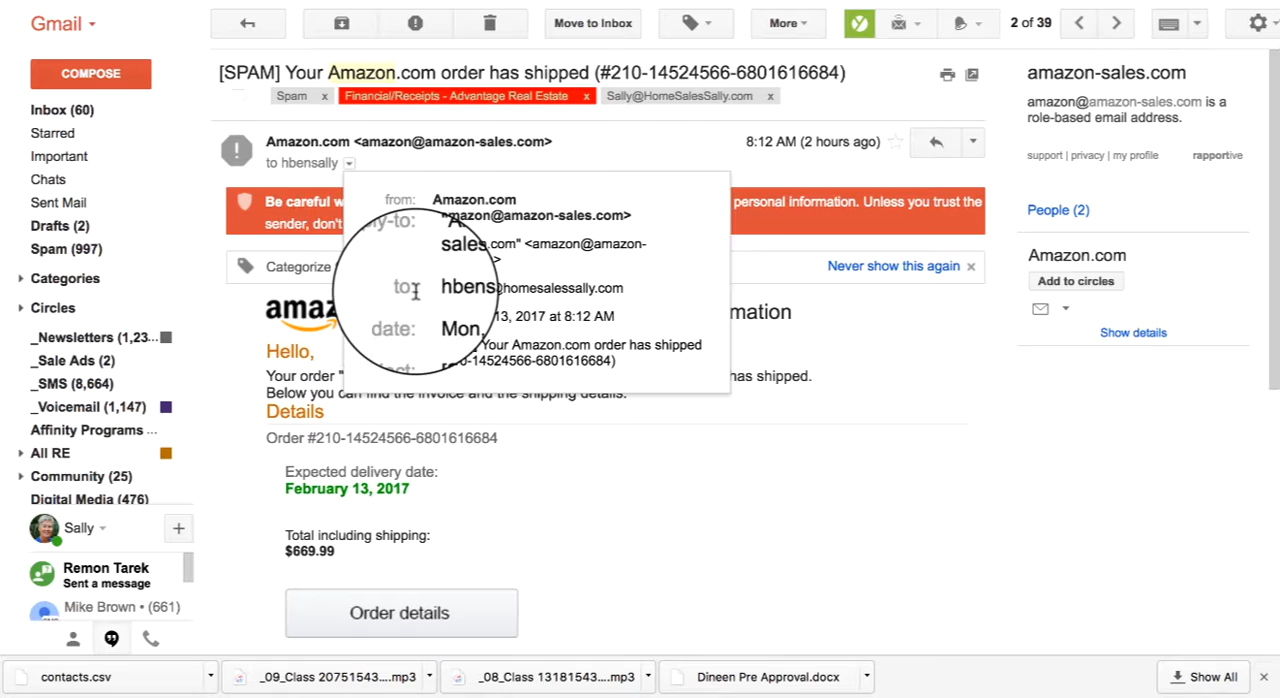 Gmail
Move to Inbox
More
2 of 39
COMPOSE
Inbox (60)
Starred
Important
Chats
Sent Mail
Drafts (2)
Spam (997)
Categories
Circles
_Newsletters (1,23...
_Sale Ads (2)
_SMS (8,664)
_Voicemail (1,147)
Affinity Programs ...
All RE
Community (25)
Digital Media (476)
Sally
Remon Tarek
Sent a message
Mike Brown • (661)
[SPAM] Your Amazon.com order has shipped (#210-14524566-6801616684)
Spam x
Financial/Receipts - Advantage Real Estate x
Sally@HomeSalesSally.com x
Amazon.com <amazon@amazon-sales.com>
8:12 AM (2 hours ago)
to hbensally
Be careful w
personal information. Unless you trust the
sender, don't
from: Amazon.com
mazon@amazon-sales.com>
ly-to:
sales.com" <amazon@amazon-
>
to: hbens@homesalessally.com
date: Mon, 13, 2017 at 8:12 AM
Your Amazon.com order has shipped
0-14524566-6801616684)
Categorize
Never show this again x
amaz
mation
Hello,
Your order "
has shipped.
Below you can find the invoice and the shipping details.
Details
Order #210-14524566-6801616684
Expected delivery date:
February 13, 2017
Total including shipping:
$669.99
Order details
amazon-sales.com
amazon@amazon-sales.com is a
role-based email address.
support | privacy | my profile
rapportive
People (2)
Amazon.com
Add to circles
Show details
contacts.csv
_09_Class 20751543....mp3
_08_Class 13181543....mp3
Dineen Pre Approval.docx
Show All